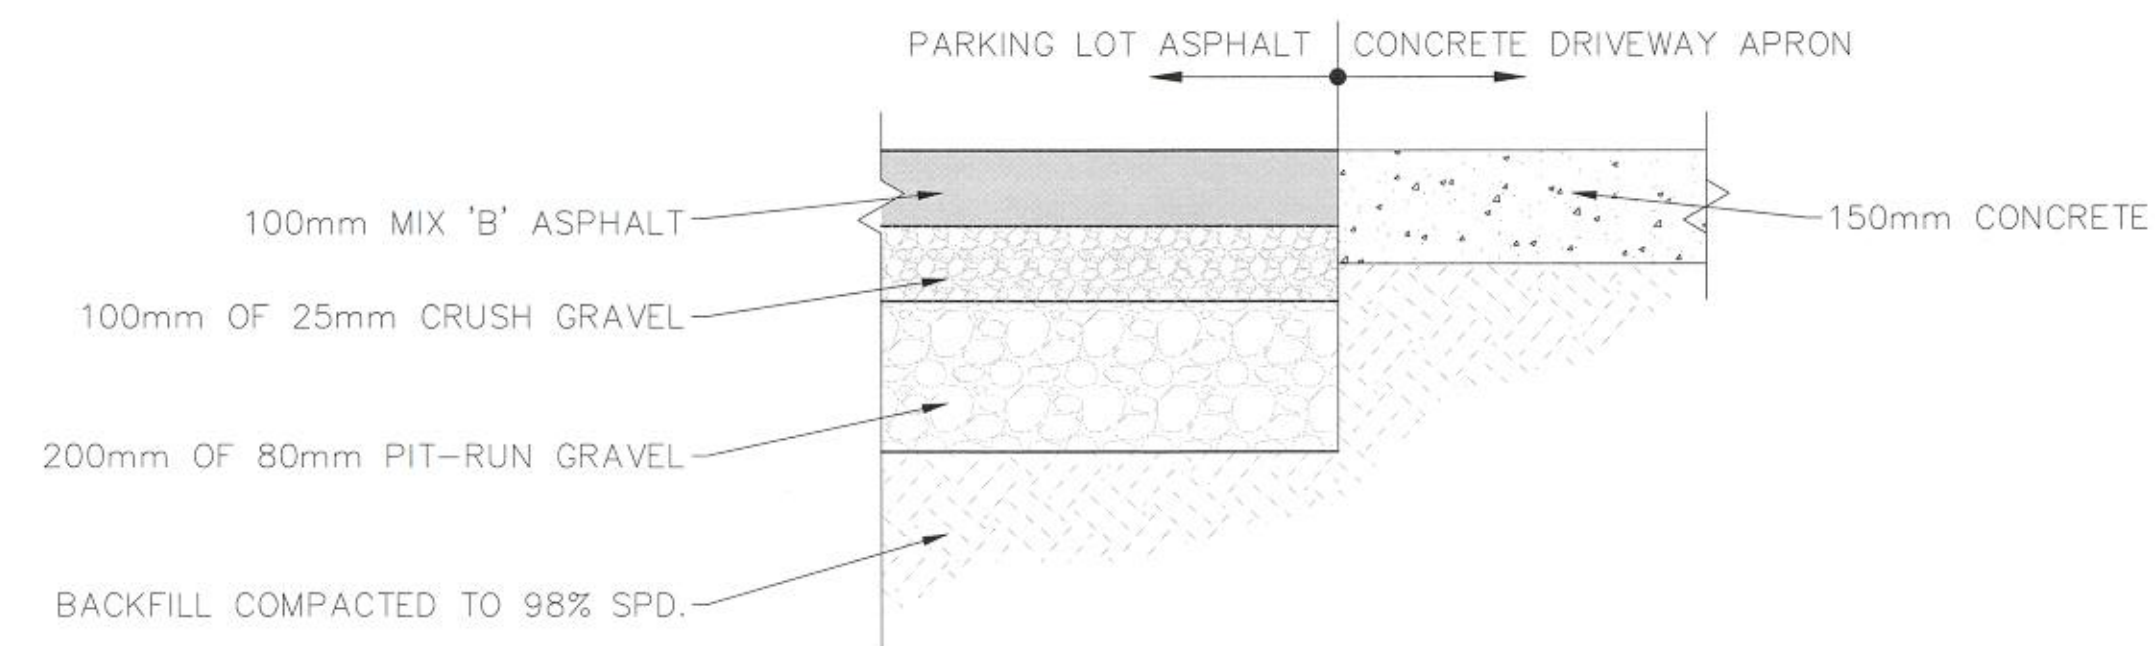 PARKING LOT ASPHALT
CONCRETE DRIVEWAY APRON
100mm MIX 'B' ASPHALT
150mm CONCRETE
100mm OF 25mm CRUSH GRAVEL
200mm OF 80mm PIT-RUN GRAVEL
BACKFILL COMPACTED TO 98% SPD.